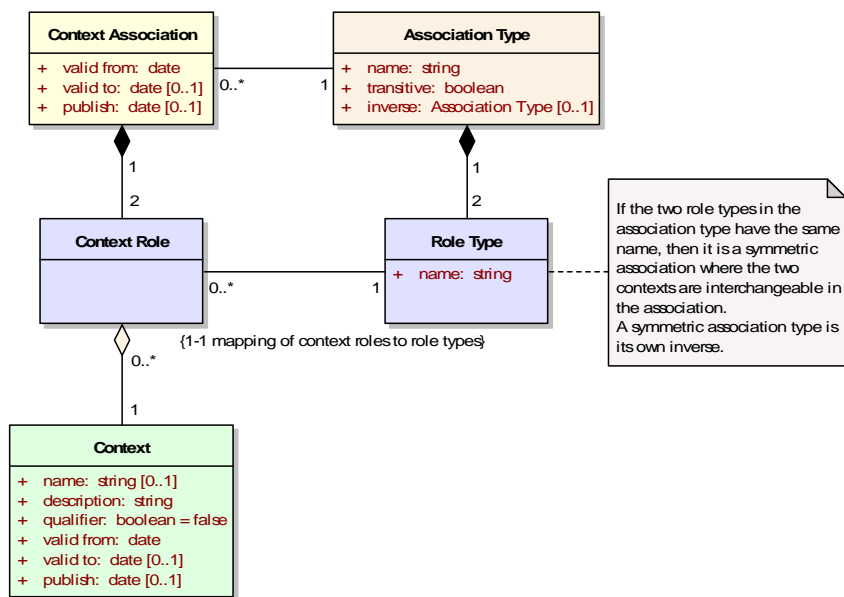 Context Association
+ valid from: date
+ valid to: date [0..1]
+ publish: date [0..1]
Association Type
+ name: string
+ transitive: boolean
+ inverse: Association Type [0..1]
0..*
1
1
2
1
2
Context Role
Role Type
+ name: string
0..*
1
If the two role types in the
association type have the same
name, then it is a symmetric
association where the two
contexts are interchangeable in
the association.
A symmetric association type is
its own inverse.
{1-1 mapping of context roles to role types}
0..*
1
Context
+ name: string [0..1]
+ description: string
+ qualifier: boolean = false
+ valid from: date
+ valid to: date [0..1]
+ publish: date [0..1]